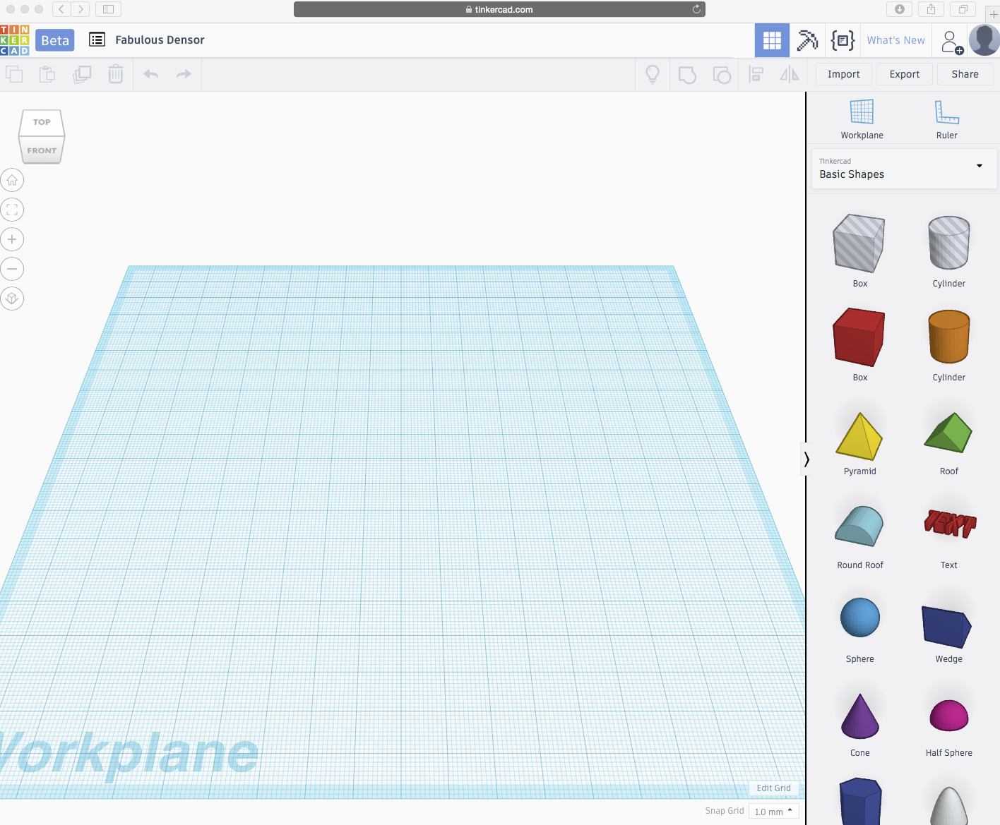 tinkercad.com
TIN
KER
CAD
Beta
Fabulous Densor
What's New
Import
Export
Share
TOP
FRONT
Workplane
Ruler
Tinkercad
Basic Shapes
Box
Cylinder
Box
Cylinder
Pyramid
Roof
TEXT
Round Roof
Text
Sphere
Wedge
Cone
Half Sphere
Workplane
Edit Grid
Snap Grid
1.0 mm